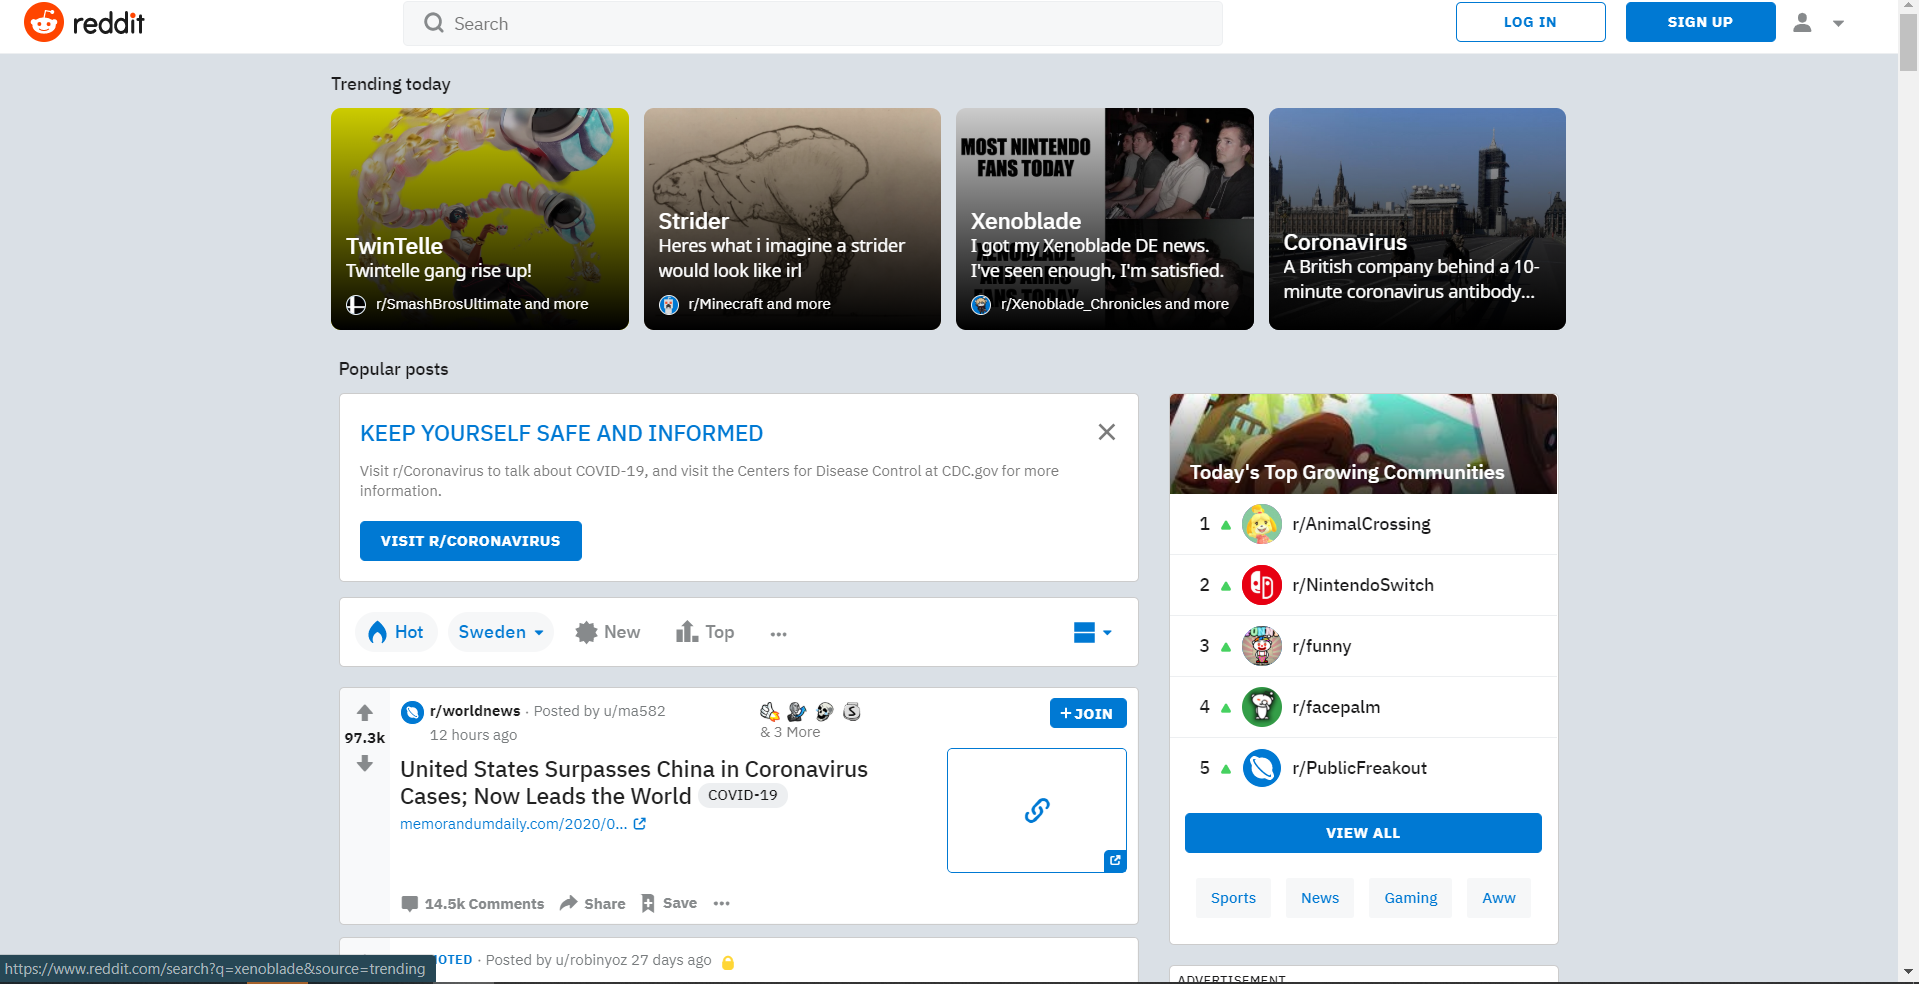 reddit
Search
LOG IN
SIGN UP
Trending today
TwinTelle
Twintelle gang rise up!
r/SmashBrosUltimate and more
Strider
Heres what i imagine a strider
would look like irl
r/Minecraft and more
MOST NINTENDO
FANS TODAY
Xenoblade
I got my Xenoblade DE news.
I've seen enough, I'm satisfied.
XENOBLADE
AND ARMS
FANS TODAY
r/Xenoblade_Chronicles and more
Coronavirus
A British company behind a 10-
minute coronavirus antibody...
Popular posts
KEEP YOURSELF SAFE AND INFORMED
Visit r/Coronavirus to talk about COVID-19, and visit the Centers for Disease Control at CDC.gov for more
information.
VISIT R/CORONAVIRUS
Hot
Sweden
New
Top
...
r/worldnews · Posted by u/ma582
12 hours ago
& 3 More
+ JOIN
97.3k
United States Surpasses China in Coronavirus
Cases; Now Leads the World COVID-19
memorandumdaily.com/2020/0...
14.5k Comments
Share
Save
...
OTED · Posted by u/robinyoz 27 days ago
https://www.reddit.com/search?q=xenoblade&source=trending
Today's Top Growing Communities
1 r/AnimalCrossing
2 r/NintendoSwitch
3 r/funny
4 r/facepalm
5 r/PublicFreakout
VIEW ALL
Sports
News
Gaming
Aww
ADVERTISEMENT